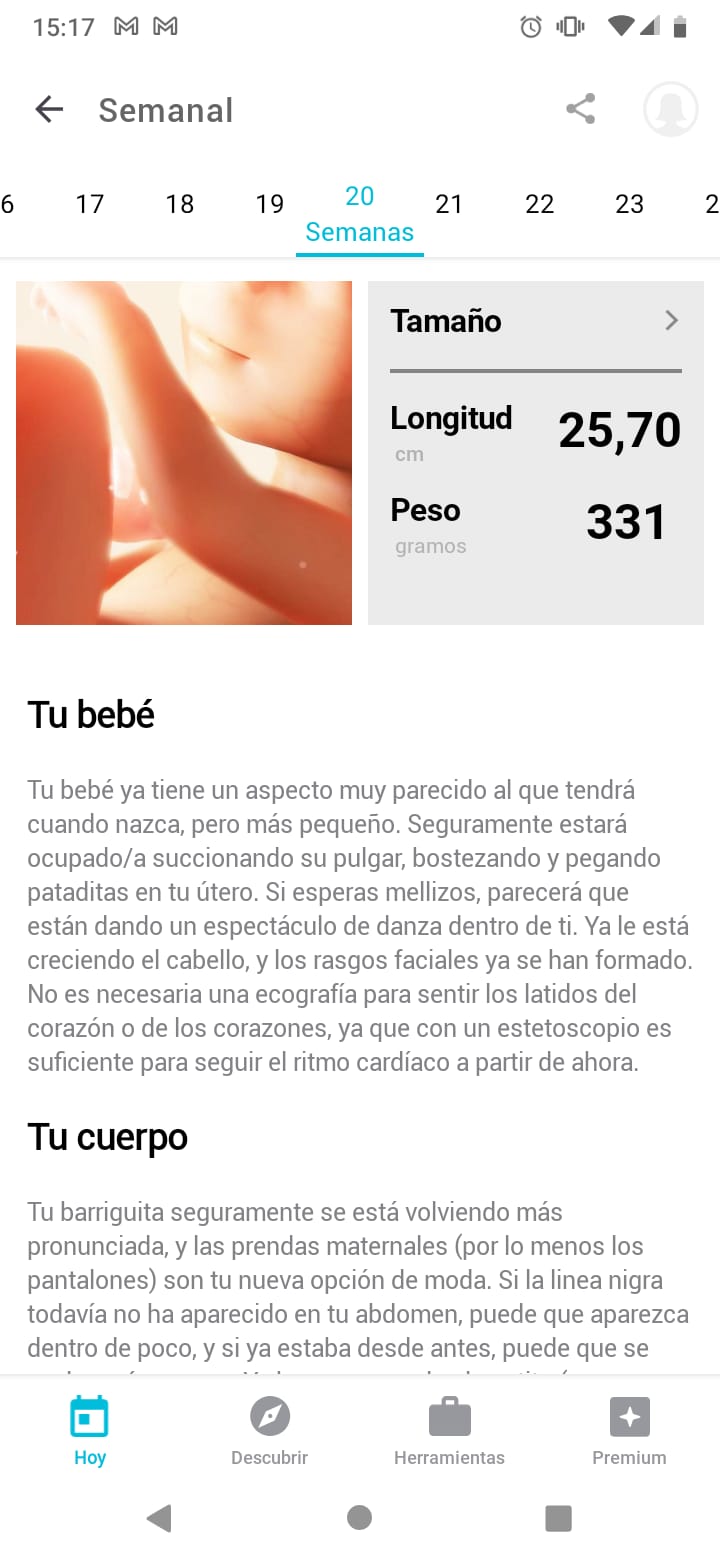 15:17
Semanal
6 17 18 19 20 21 22 23 2
Semanas
Tamaño
Longitud 25,70
cm
Peso 331
gramos
Tu bebé
Tu bebé ya tiene un aspecto muy parecido al que tendrá
cuando nazca, pero más pequeño. Seguramente estará
ocupado/a succionando su pulgar, bostezando y pegando
pataditas en tu útero. Si esperas mellizos, parecerá que
están dando un espectáculo de danza dentro de ti. Ya le está
creciendo el cabello, y los rasgos faciales ya se han formado.
No es necesaria una ecografía para sentir los latidos del
corazón o de los corazones, ya que con un estetoscopio es
suficiente para seguir el ritmo cardíaco a partir de ahora.
Tu cuerpo
Tu barriguita seguramente se está volviendo más
pronunciada, y las prendas maternales (por lo menos los
pantalones) son tu nueva opción de moda. Si la linea nigra
todavía no ha aparecido en tu abdomen, puede que aparezca
dentro de poco, y si ya estaba desde antes, puede que se
Hoy Descubrir Herramientas Premium